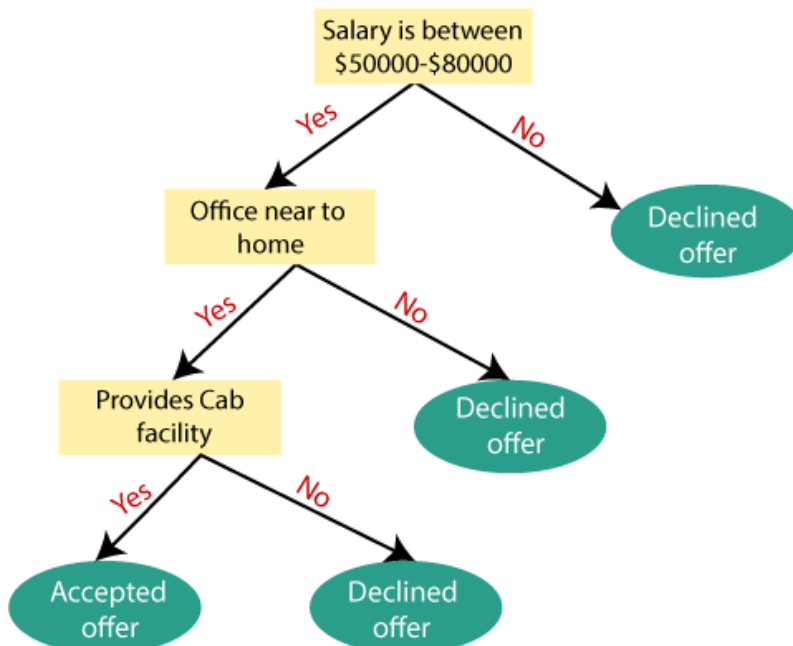 Salary is between
$50000-$80000
Yes
No
Office near to
home
Declined
offer
Yes
No
Provides Cab
facility
Declined
offer
Yes
No
Accepted
offer
Declined
offer